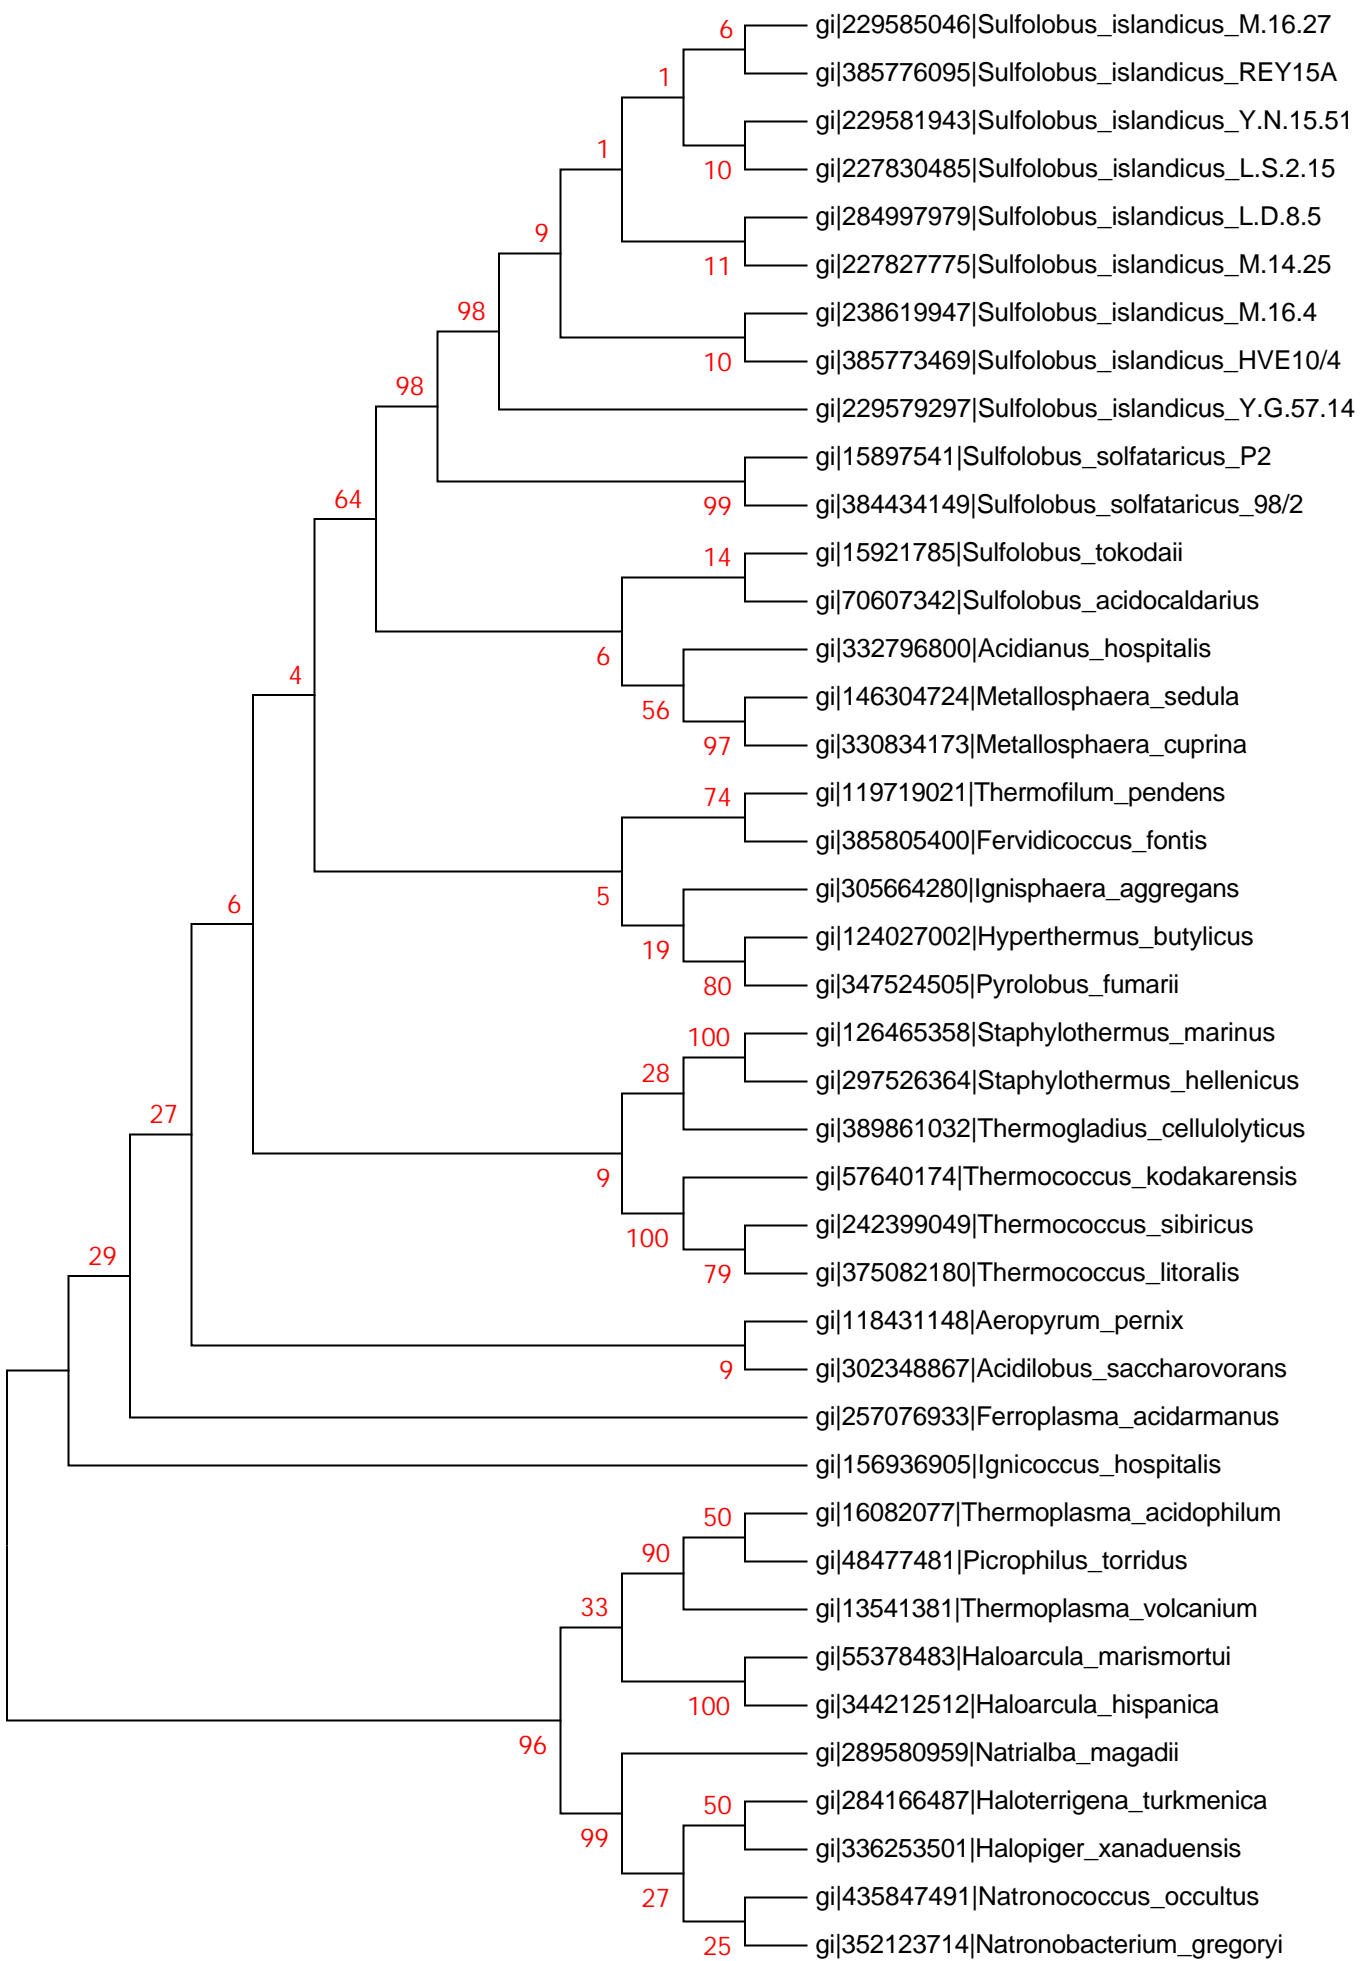 6
gi|229585046|Sulfolobus_islandicus_M.16.27
gi|385776095|Sulfolobus_islandicus_REY15A
1
gi|229581943|Sulfolobus_islandicus_Y.N.15.51
1
10
gi|227830485|Sulfolobus_islandicus_L.S.2.15
gi|284997979|Sulfolobus_islandicus_L.D.8.5
9
11
gi|227827775|Sulfolobus_islandicus_M.14.25
98
gi|238619947|Sulfolobus_islandicus_M.16.4
10
gi|385773469|Sulfolobus_islandicus_HVE10/4
98
gi|229579297|Sulfolobus_islandicus_Y.G.57.14
gi|15897541|Sulfolobus_solfataricus_P2
64
99
gi|384434149|Sulfolobus_solfataricus_98/2
14
gi|15921785|Sulfolobus_tokodaii
gi|70607342|Sulfolobus_acidocaldarius
6
gi|332796800|Acidianus_hospitalis
4
56
gi|146304724|Metallosphaera_sedula
97
gi|330834173|Metallosphaera_cuprina
74
gi|119719021|Thermofilum_pendens
gi|385805400|Fervidicoccus_fontis
5
gi|305664280|Ignisphaera_aggregans
6
19
gi|124027002|Hyperthermus_butylicus
80
gi|347524505|Pyrolobus_fumarii
100
gi|126465358|Staphylothermus_marinus
28
gi|297526364|Staphylothermus_hellenicus
27
gi|389861032|Thermogladius_cellulolyticus
9
gi|57640174|Thermococcus_kodakarensis
100
gi|242399049|Thermococcus_sibiricus
29
79
gi|375082180|Thermococcus_litoralis
gi|118431148|Aeropyrum_pernix
9
gi|302348867|Acidilobus_saccharovorans
gi|257076933|Ferroplasma_acidarmanus
gi|156936905|Ignicoccus_hospitalis
50
gi|16082077|Thermoplasma_acidophilum
90
gi|48477481|Picrophilus_torridus
33
gi|13541381|Thermoplasma_volcanium
gi|55378483|Haloarcula_marismortui
100
gi|344212512|Haloarcula_hispanica
96
gi|289580959|Natrialba_magadii
50
gi|284166487|Haloterrigena_turkmenica
99
gi|336253501|Halopiger_xanaduensis
27
gi|435847491|Natronococcus_occultus
25
gi|352123714|Natronobacterium_gregoryi